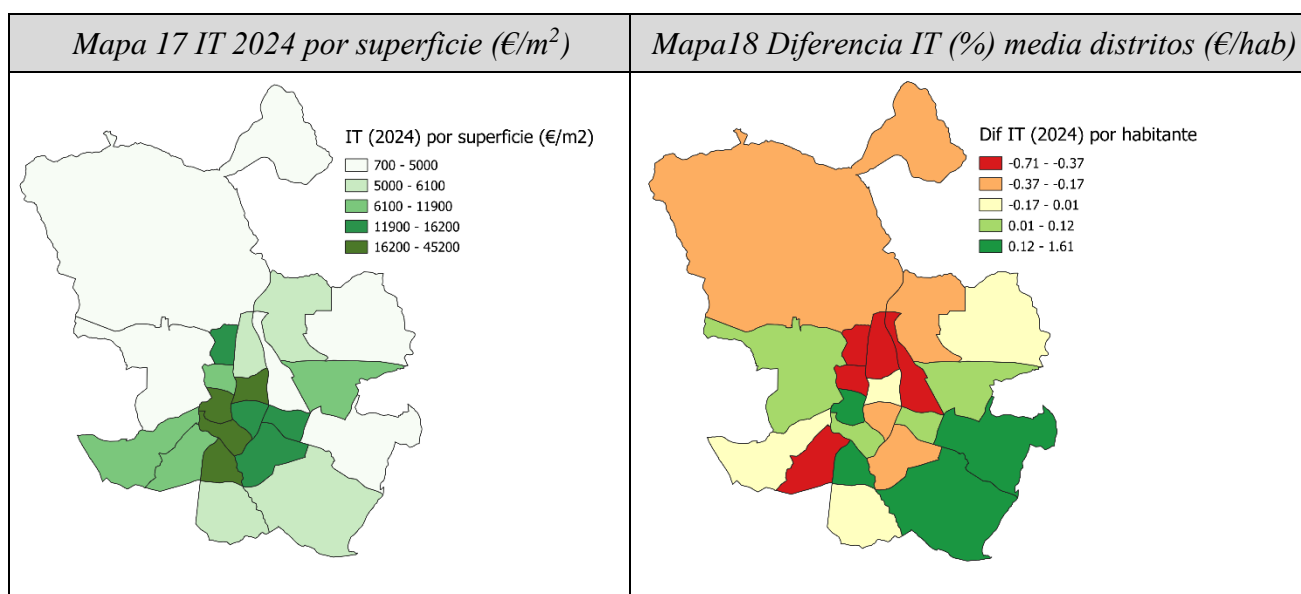 Mapa 17 IT 2024 por superficie (€/m²)
Mapa18 Diferencia IT (%) media distritos (€/hab)
IT (2024) por superficie (€/m2)
700 - 5000
5000 - 6100
6100 - 11900
11900 - 16200
16200 - 45200
Dif IT (2024) por habitante
-0.71 - -0.37
-0.37 - -0.17
-0.17 - 0.01
0.01 - 0.12
0.12 - 1.61